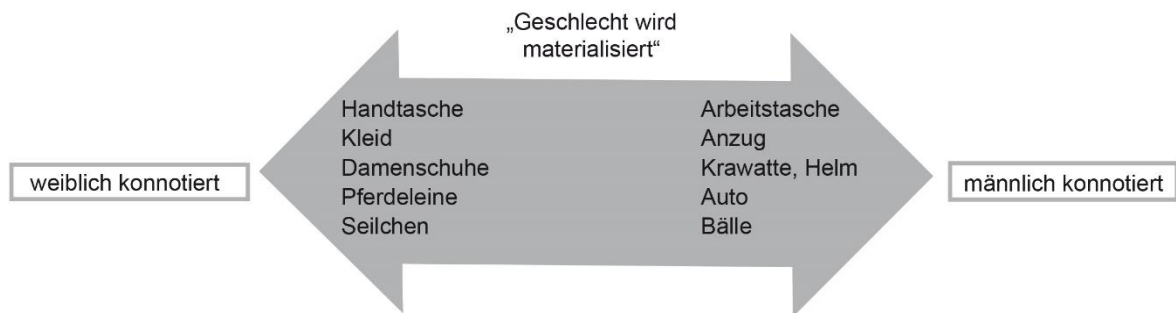 „Geschlecht wird
materialisiert“
Handtasche
Kleid
Damenschuhe
Pferdeleine
Seilchen
Arbeitstasche
Anzug
Krawatte, Helm
Auto
Bälle
weiblich konnotiert
männlich konnotiert